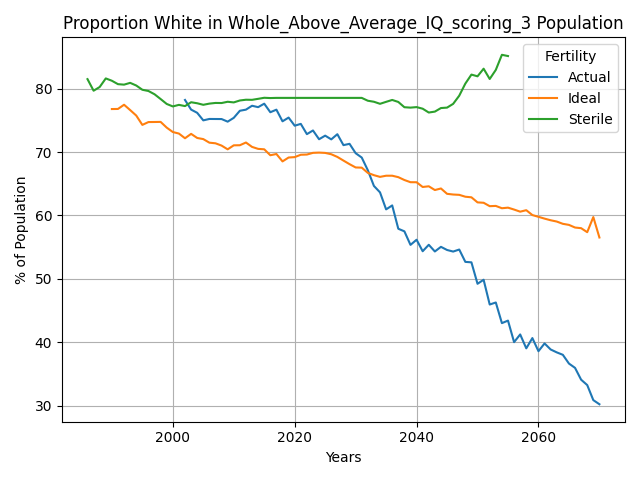 Proportion White in Whole_Above_Average_IQ_scoring_3 Population
Fertility
Actual
Ideal
Sterile
% of Population
80
70
60
50
40
30
2000
2020
2040
2060
Years